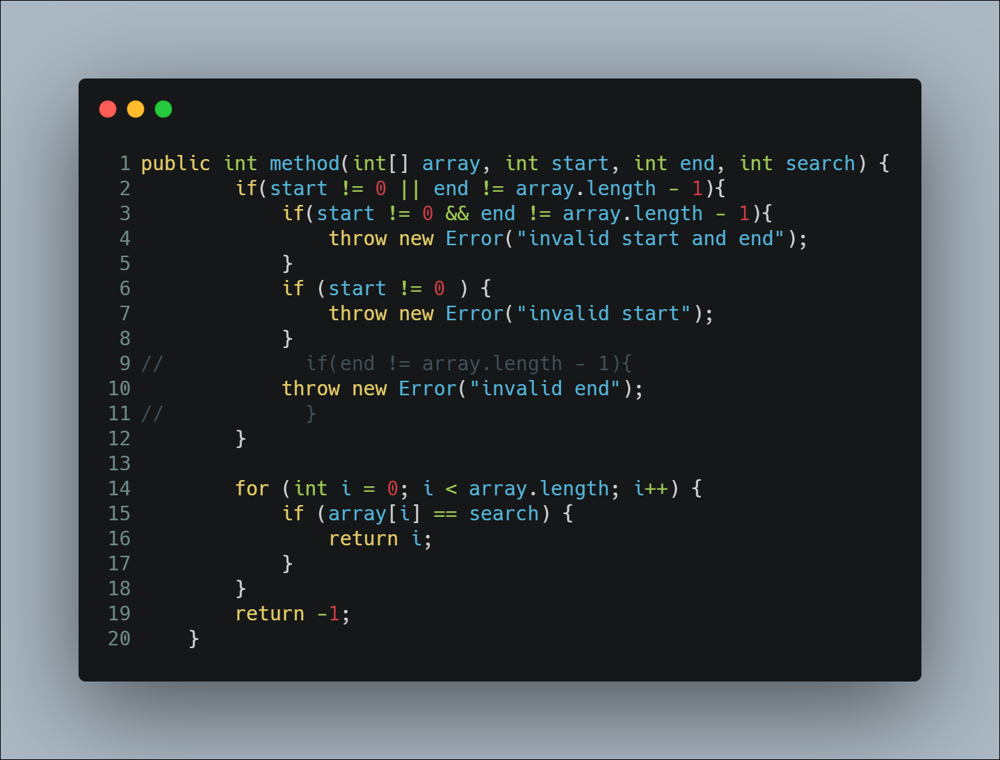 1 public int method(int[] array, int start, int end, int search) {
2         if(start != 0 || end != array.length - 1){
3             if(start != 0 && end != array.length - 1){
4                 throw new Error("invalid start and end");
5             }
6             if (start != 0 ) {
7                 throw new Error("invalid start");
8             }
9 //            if(end != array.length - 1){
10             throw new Error("invalid end");
11 //            }
12         }
13
14         for (int i = 0; i < array.length; i++) {
15             if (array[i] == search) {
16                 return i;
17             }
18         }
19         return -1;
20     }